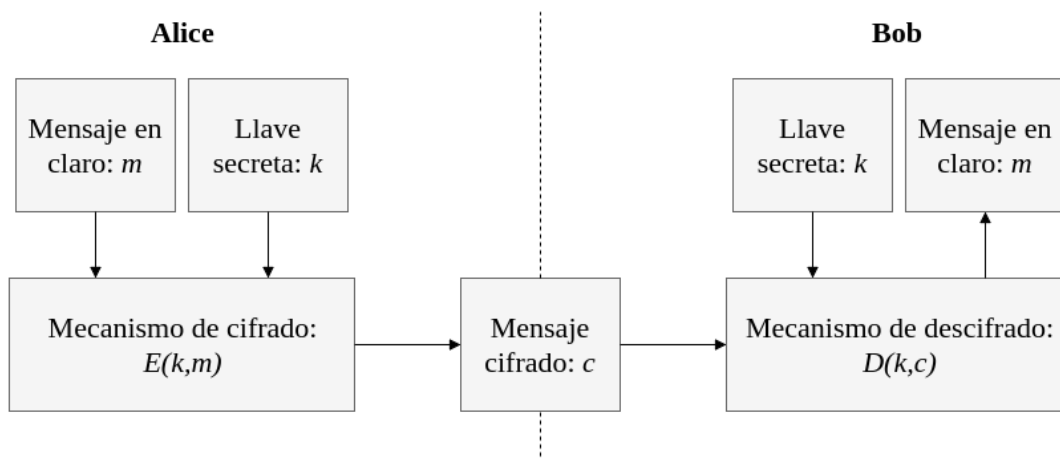 Alice
Bob
Mensaje en
claro: m
Llave
secreta: k
Llave
secreta: k
Mensaje en
claro: m
Mecanismo de cifrado:
E(k,m)
Mensaje
cifrado: c
Mecanismo de descifrado:
D(k,c)